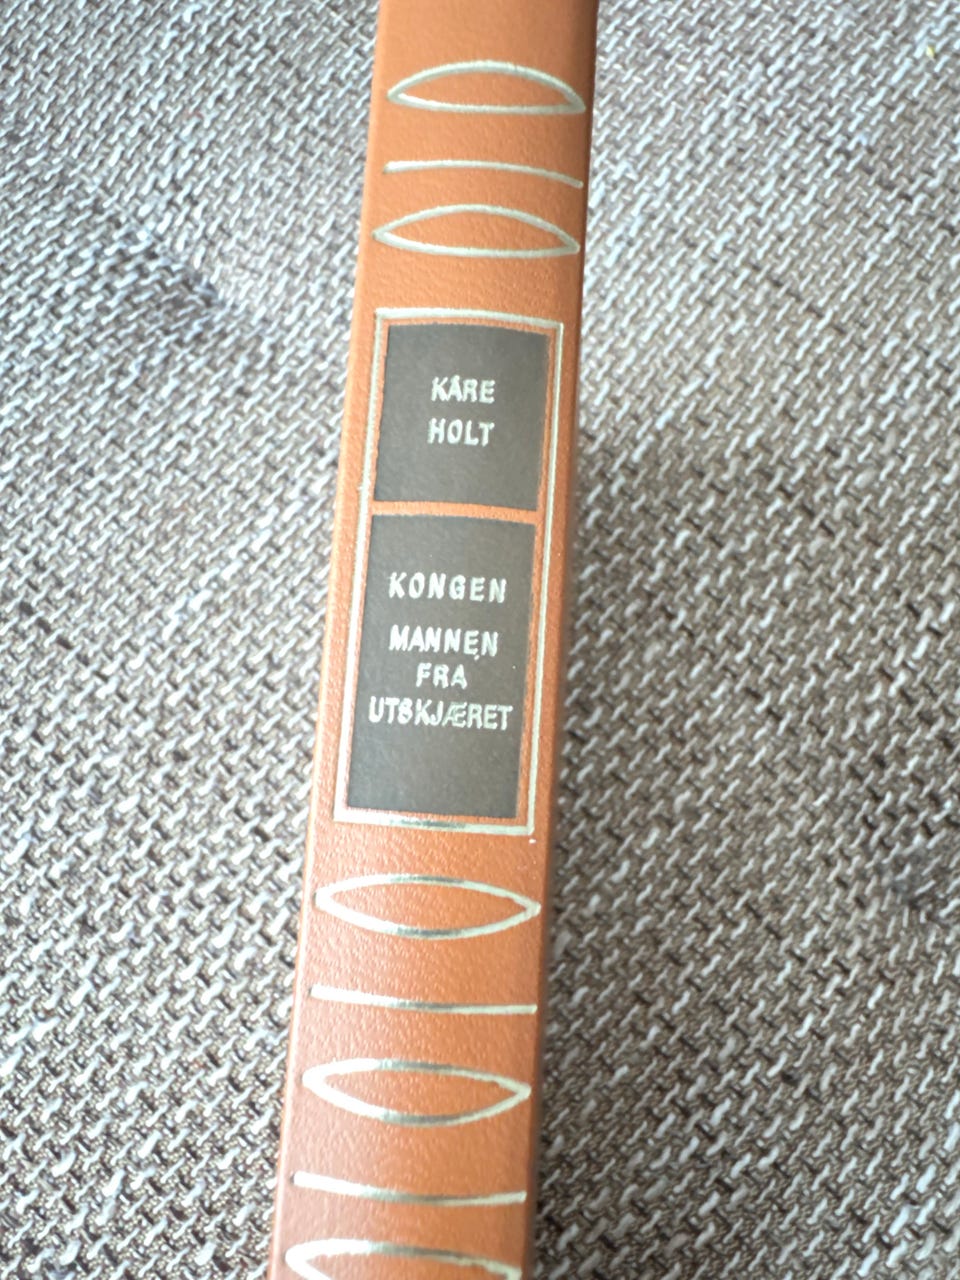 KÅRE
HOLT
KONGEN
MANNEN
FRA
UTSKJÆRET